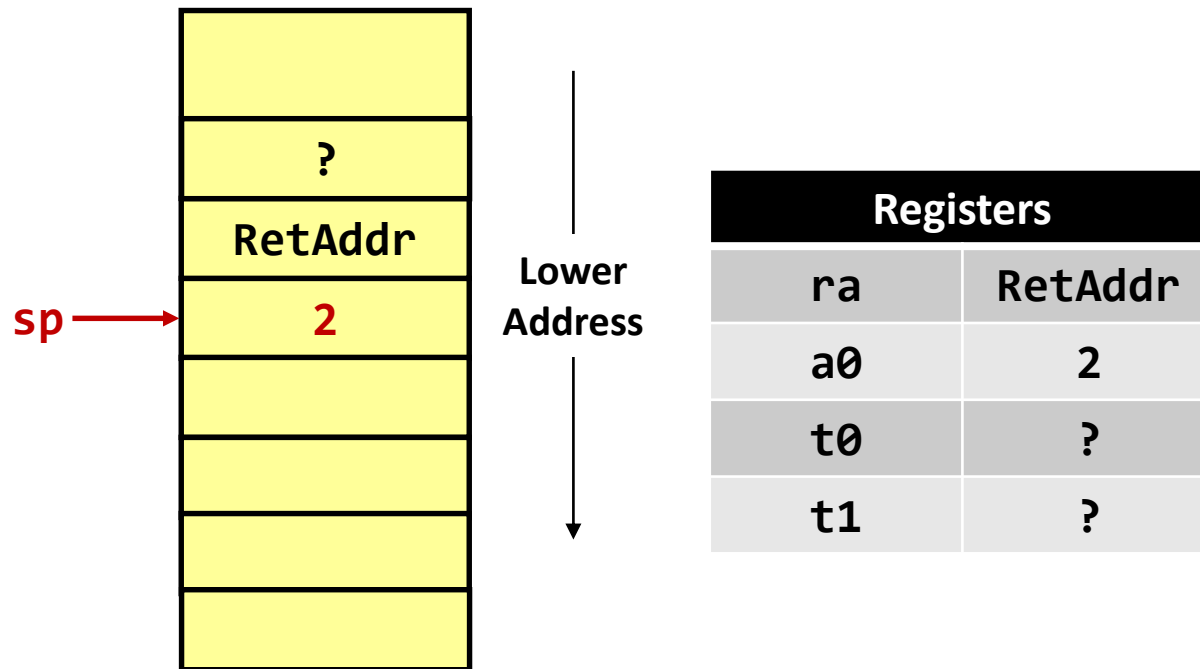 ?
RetAddr
sp
2
Lower
Address
Registers
ra RetAddr
a0 2
t0 ?
t1 ?